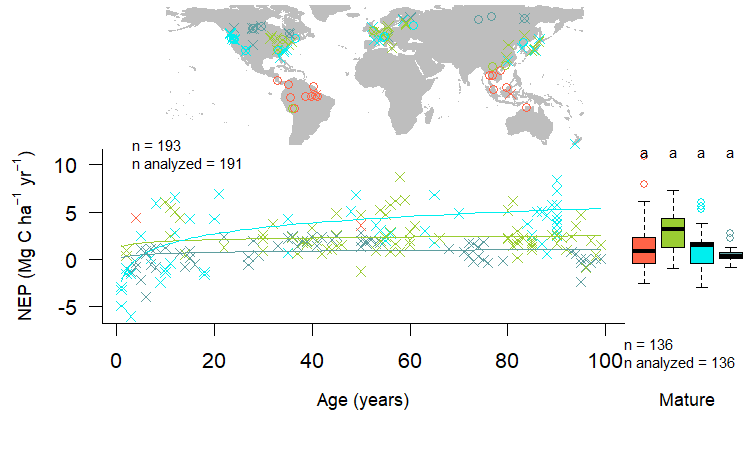 n = 193
n analyzed = 191
a a a a
NEP (Mg C ha⁻¹ yr⁻¹)
10
5
0
-5
0 20 40 60 80 100
n = 136
n analyzed = 136
Age (years)
Mature